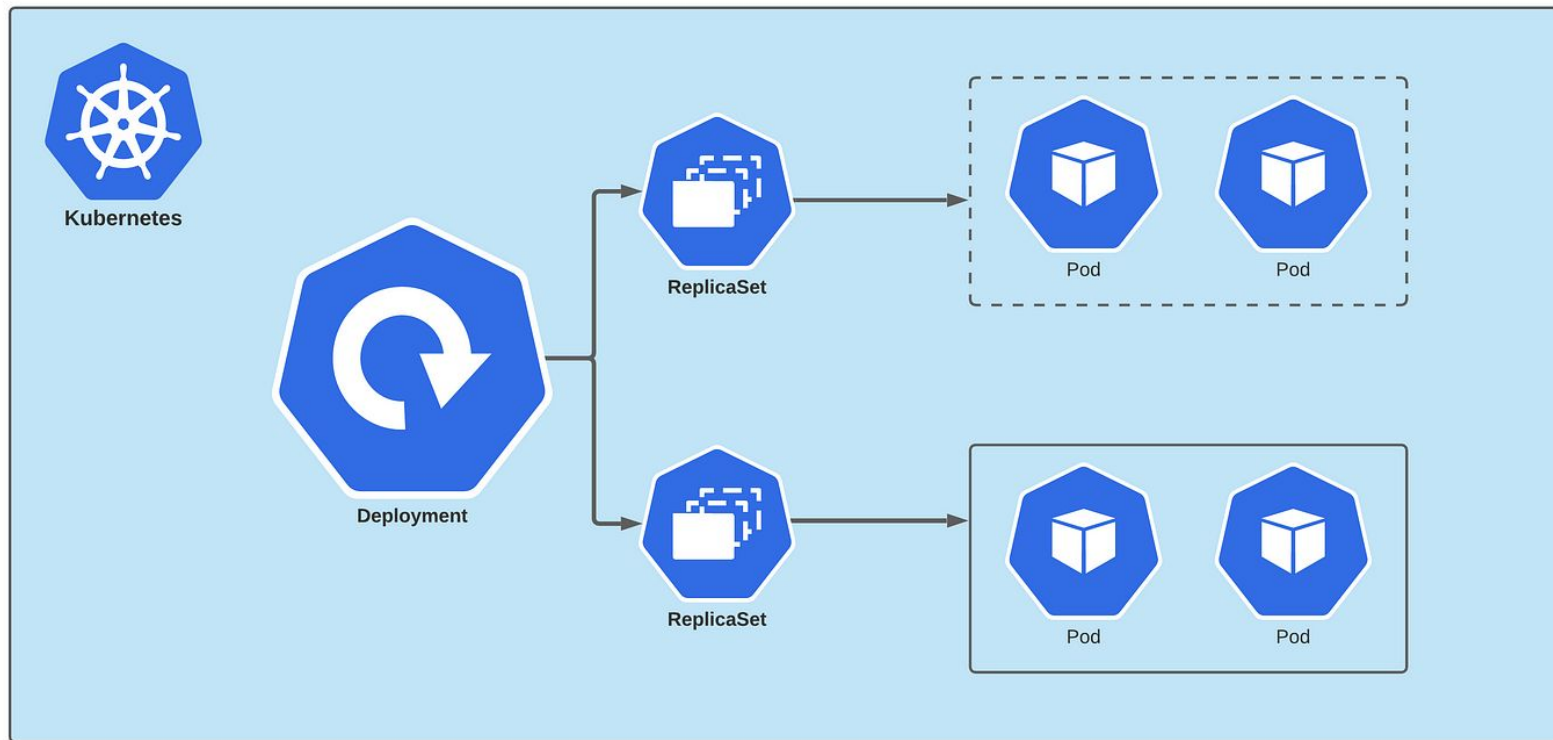 Kubernetes
Deployment
ReplicaSet
Pod
Pod
ReplicaSet
Pod
Pod